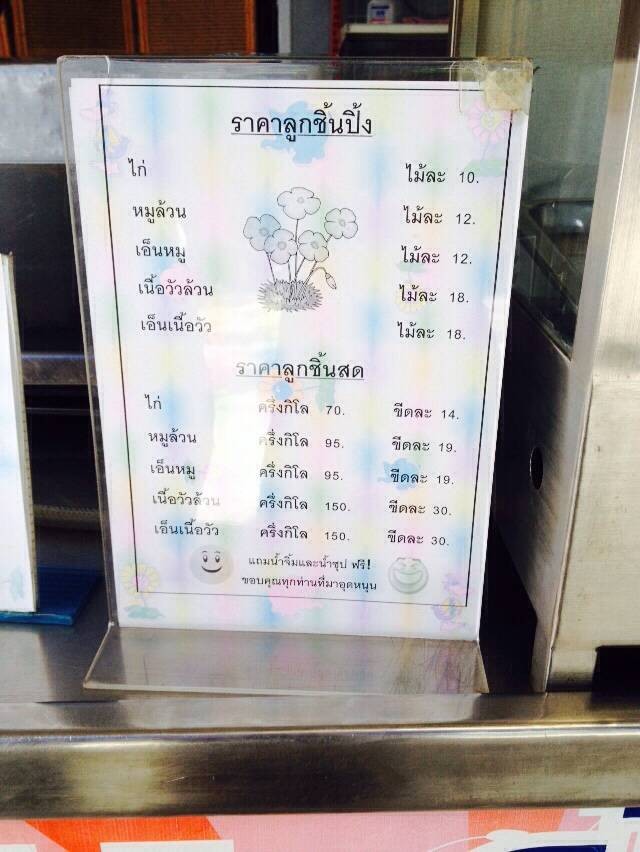 ราคาลูกชิ้นปิ้ง
ไก่ ไม้ละ 10.
หมูล้วน ไม้ละ 12.
เอ็นหมู ไม้ละ 12.
เนื้อวัวล้วน ไม้ละ 18.
เอ็นเนื้อวัว ไม้ละ 18.
ราคาลูกชิ้นสด
ไก่ ครึ่งกิโล 70. ขีดละ 14.
หมูล้วน ครึ่งกิโล 95. ขีดละ 19.
เอ็นหมู ครึ่งกิโล 95. ขีดละ 19.
เนื้อวัวล้วน ครึ่งกิโล 150. ขีดละ 30.
เอ็นเนื้อวัว ครึ่งกิโล 150. ขีดละ 30.
แถมน้ำจิ้มและน้ำซุป ฟรี!
ขอบคุณทุกท่านที่มาอุดหนุน